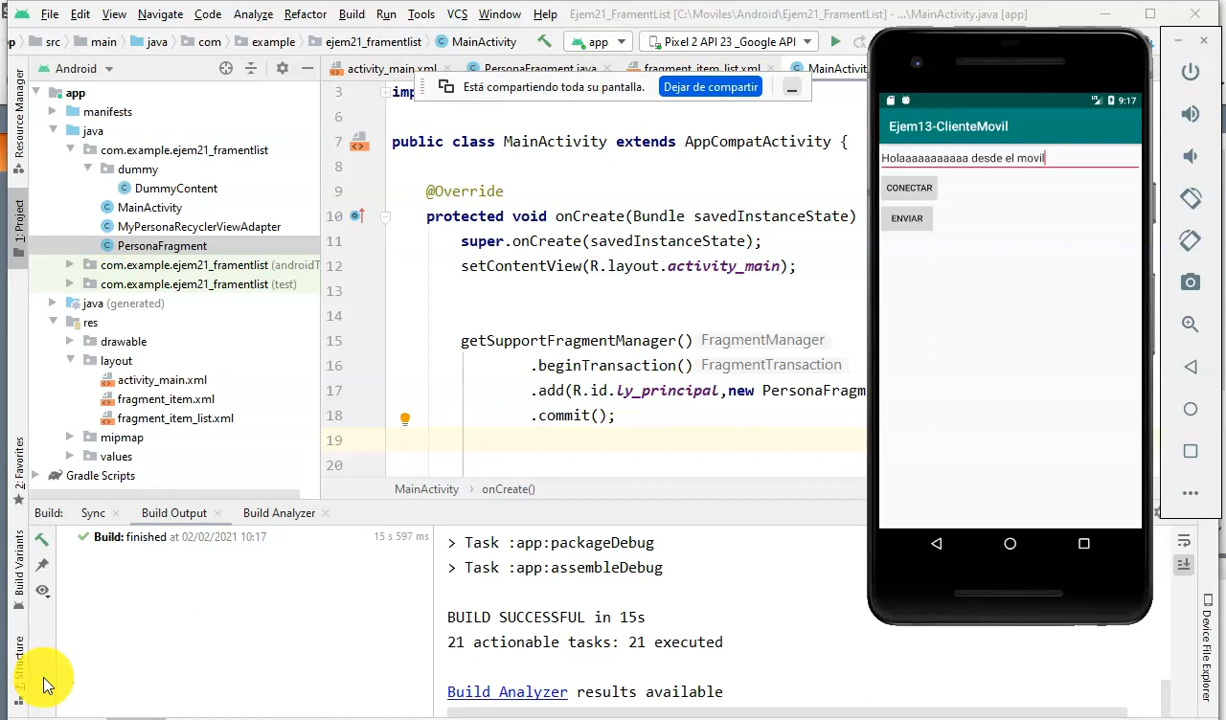 File Edit View Navigate Code Analyze Refactor Build Run Tools VCS Window Help Ejem21_FramentList [C:\Moviles\Android\Ejem21_FramentList] - ...\MainActivity.java [app]
src main java com example ejem21_framentlist MainActivity app Pixel 2 API 23 _Google API
Android activity_main.xml PersonaFragment.java fragment_item_list.xml MainActivity
Está compartiendo toda su pantalla. Dejar de compartir
Resource Manager
1: Project
2: Favorites
Build Variants
7: Structure
app
manifests
java
com.example.ejem21_framentlist
dummy
DummyContent
MainActivity
MyPersonaRecyclerViewAdapter
PersonaFragment
com.example.ejem21_framentlist (androidT
com.example.ejem21_framentlist (test)
java (generated)
res
drawable
layout
activity_main.xml
fragment_item.xml
fragment_item_list.xml
mipmap
values
Gradle Scripts
3 imp
7 public class MainActivity extends AppCompatActivity {
8
9 @Override
10 protected void onCreate(Bundle savedInstanceState)
11 super.onCreate(savedInstanceState);
12 setContentView(R.layout.activity_main);
13
14
15 getSupportFragmentManager() FragmentManager
16 .beginTransaction() FragmentTransaction
17 .add(R.id.ly_principal,new PersonaFragm
18 .commit();
19
20
MainActivity onCreate()
Build: Sync Build Output Build Analyzer
Build: finished at 02/02/2021 10:17 15 s 597 ms
> Task :app:packageDebug
> Task :app:assembleDebug
BUILD SUCCESSFUL in 15s
21 actionable tasks: 21 executed
Build Analyzer results available
9:17
Ejem13-ClienteMovil
Holaaaaaaaaaaa desde el movil
CONECTAR
ENVIAR
Device File Explorer